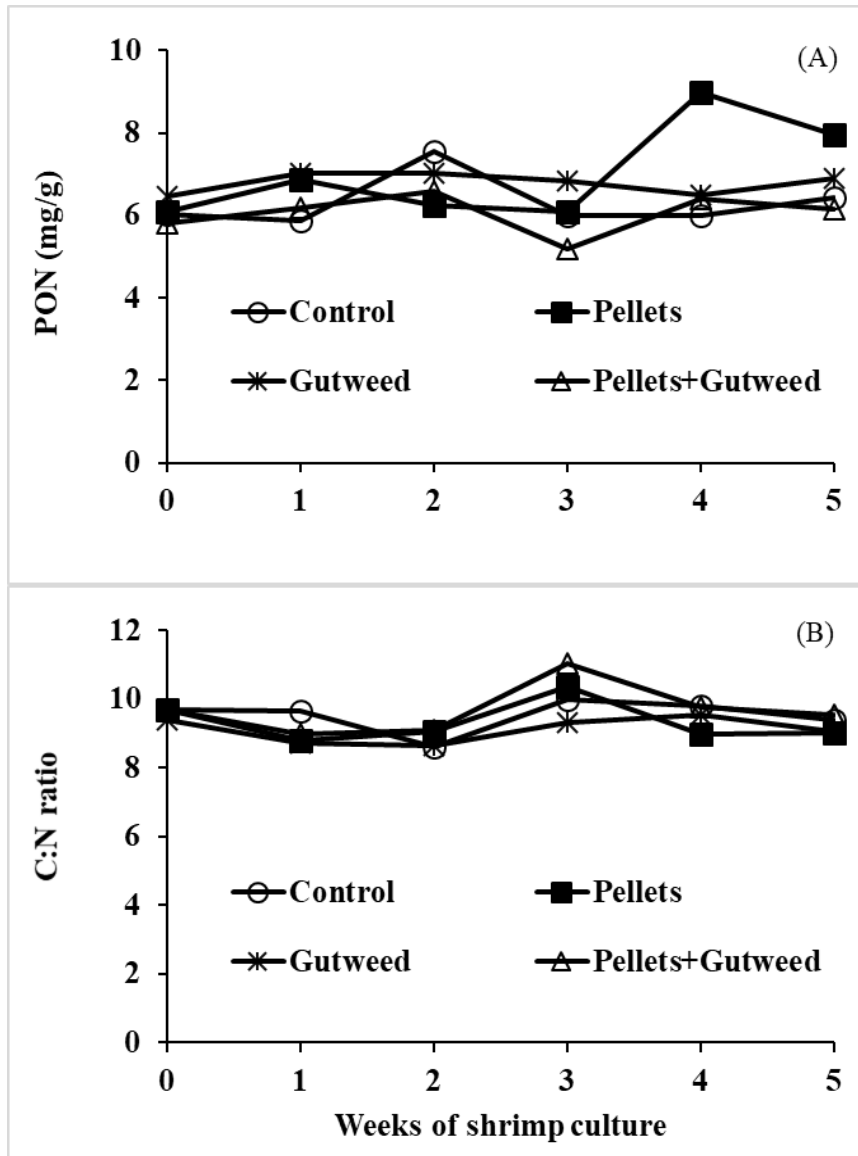 (A)
PON (mg/g)
10
8
6
4
2
0
Control
Pellets
Gutweed
Pellets+Gutweed
0 1 2 3 4 5
(B)
C:N ratio
12
10
8
6
4
2
0
Control
Pellets
Gutweed
Pellets+Gutweed
0 1 2 3 4 5
Weeks of shrimp culture